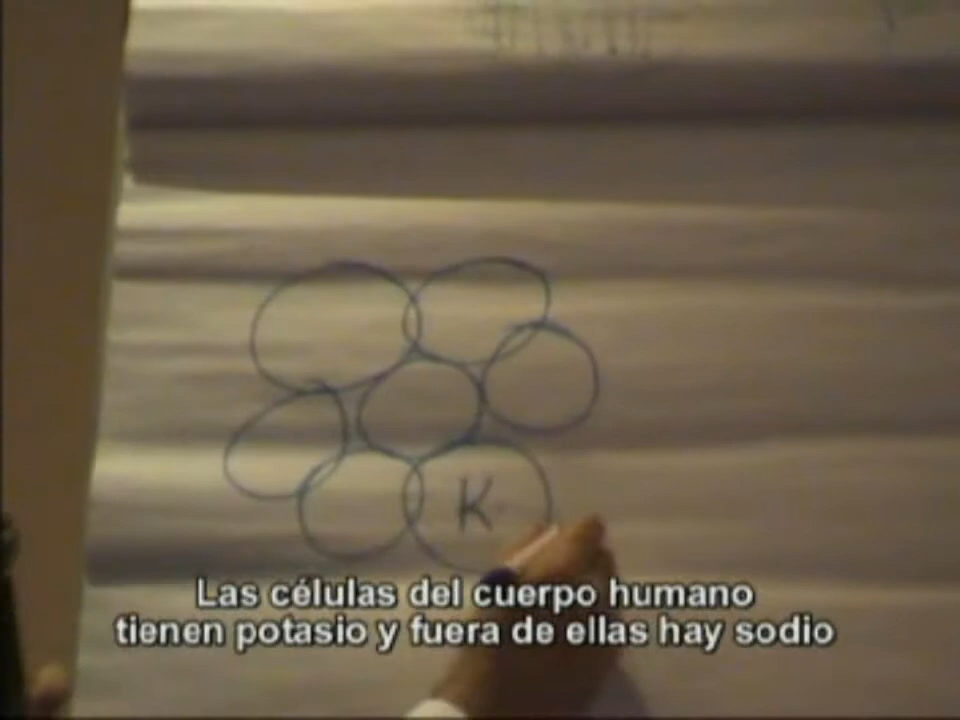 K
Las células del cuerpo humano
tienen potasio y fuera de ellas hay sodio